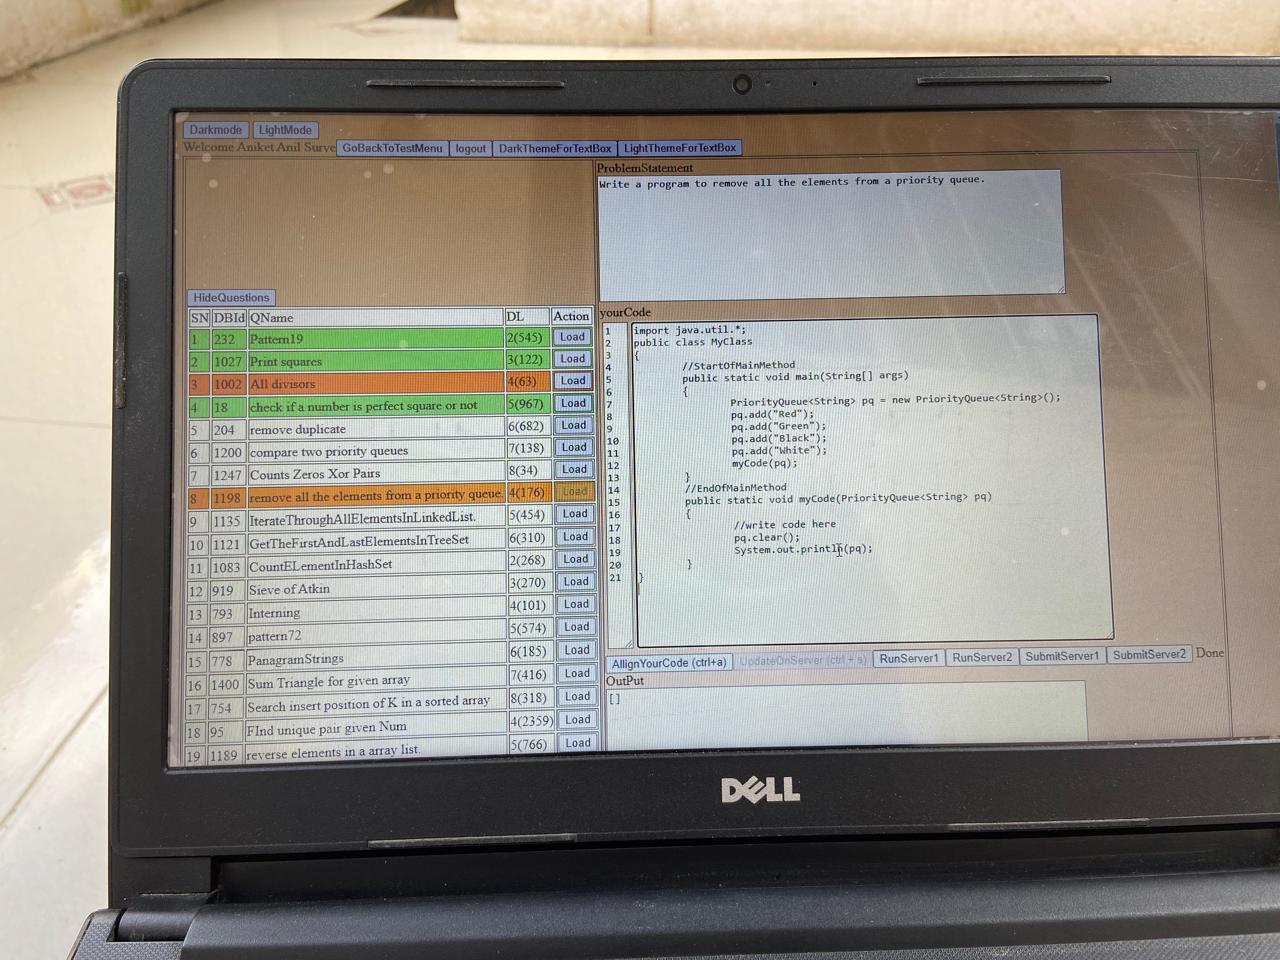 Darkmode LightMode
Welcome Aniket Anil Surve GoBackToTestMenu logout DarkThemeForTextBox LightThemeForTextBox
ProblemStatement
Write a program to remove all the elements from a priority queue.
HideQuestions
SN DBId QName DL Action
1 232 Pattern19 2(545) Load
2 1027 Print squares 3(122) Load
3 1002 All divisors 4(63) Load
4 18 check if a number is perfect square or not 5(967) Load
5 204 remove duplicate 6(682) Load
6 1200 compare two priority queues 7(138) Load
7 1247 Counts Zeros Xor Pairs 8(34) Load
8 1198 remove all the elements from a priority queue. 4(176) Load
9 1135 IterateThroughAllElementsInLinkedList. 5(454) Load
10 1121 GetTheFirstAndLastElementsInTreeSet 6(310) Load
11 1083 CountELementInHashSet 2(268) Load
12 919 Sieve of Atkin 3(270) Load
13 793 Interning 4(101) Load
14 897 pattern72 5(574) Load
15 778 PanagramStrings 6(185) Load
16 1400 Sum Triangle for given array 7(416) Load
17 754 Search insert position of K in a sorted array 8(318) Load
18 95 FInd unique pair given Num 4(2359) Load
19 1189 reverse elements in a array list. 5(766) Load
yourCode
1 import java.util.*;
2 public class MyClass
3 {
4 //StartOfMainMethod
5 public static void main(String[] args)
6 {
7 PriorityQueue<String> pq = new PriorityQueue<String>();
8 pq.add("Red");
9 pq.add("Green");
10 pq.add("Black");
11 pq.add("White");
12 myCode(pq);
13 }
14 //EndOfMainMethod
15 public static void myCode(PriorityQueue<String> pq)
16 {
17 //write code here
18 pq.clear();
19 System.out.println(pq);
20 }
21 }
AllignYourCode (ctrl+a) UpdateOnServer (ctrl + s) RunServer1 RunServer2 SubmitServer1 SubmitServer2 Done
OutPut
[]
DELL